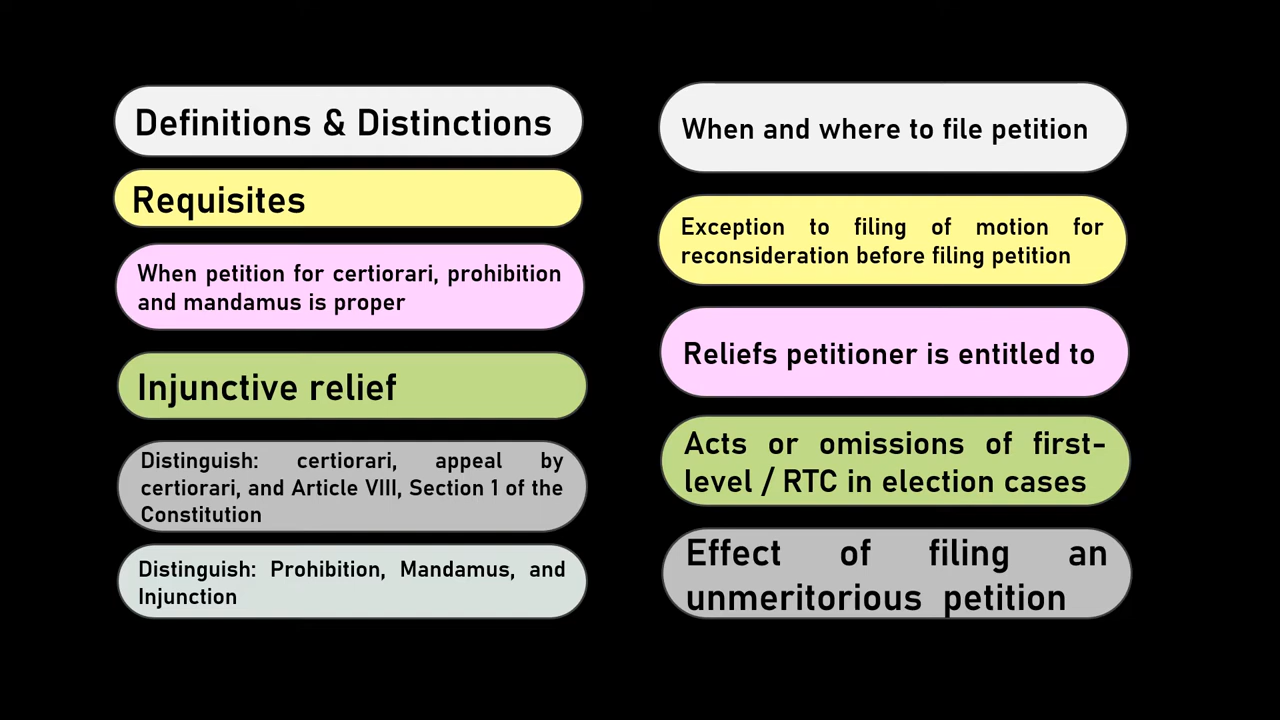 Definitions & Distinctions
Requisites
When petition for certiorari, prohibition
and mandamus is proper
Injunctive relief
Distinguish: certiorari, appeal by
certiorari, and Article VIII, Section 1 of the
Constitution
Distinguish: Prohibition, Mandamus, and
Injunction
When and where to file petition
Exception to filing of motion for
reconsideration before filing petition
Reliefs petitioner is entitled to
Acts or omissions of first-
level / RTC in election cases
Effect of filing an
unmeritorious petition